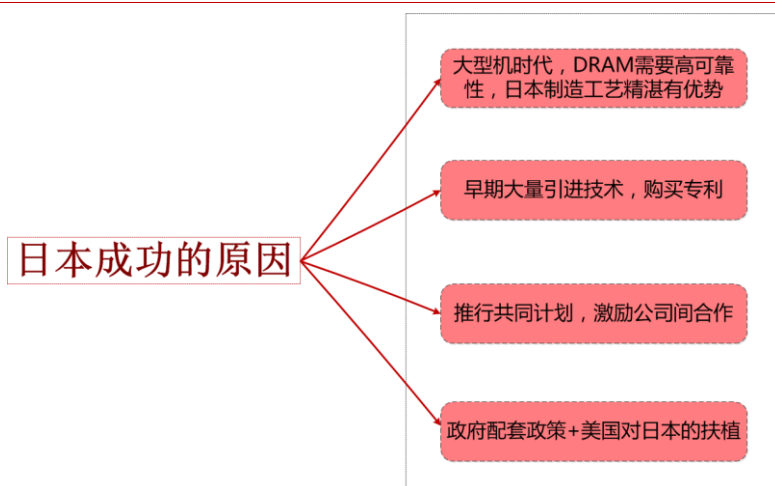 大型机时代，DRAM需要高可靠
性，日本制造工艺精湛有优势
早期大量引进技术，购买专利
日本成功的原因
推行共同计划，激励公司间合作
政府配套政策+美国对日本的扶植